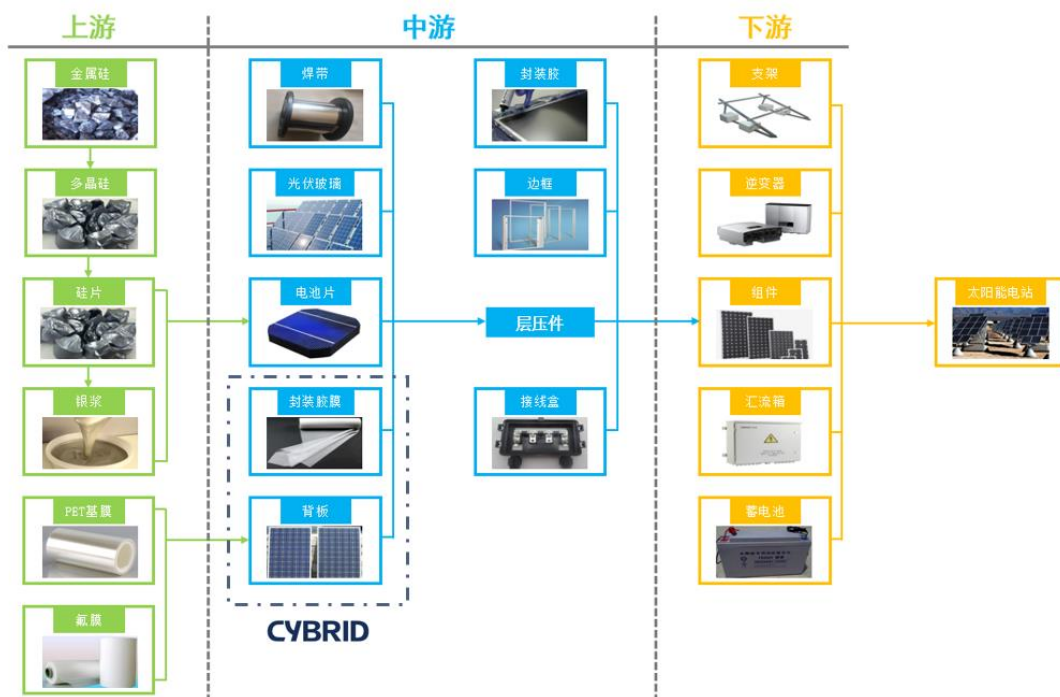 上游
中游
下游
金属硅
多晶硅
硅片
银浆
PET基膜
氟膜
焊带
光伏玻璃
电池片
封装胶膜
背板
CYBRID
封装胶
边框
层压件
接线盒
支架
逆变器
组件
汇流箱
蓄电池
太阳能电站